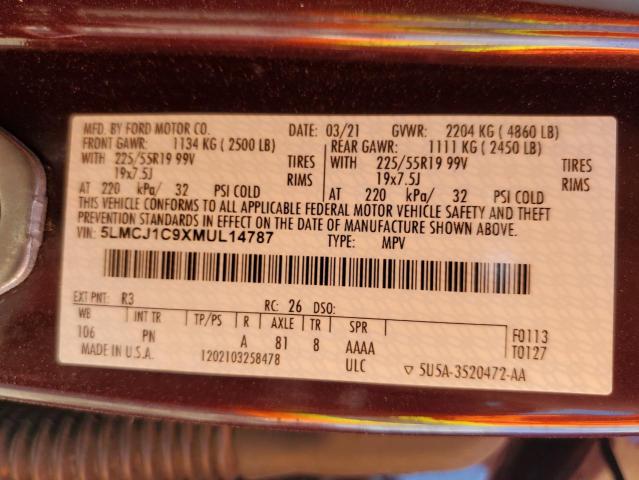 MFD. BY FORD MOTOR CO. DATE: 03/21 GVWR: 2204 KG ( 4860 LB)
FRONT GAWR: 1134 KG ( 2500 LB) REAR GAWR: 1111 KG ( 2450 LB)
WITH 225/55R19 99V TIRES WITH 225/55R19 99V TIRES
19x7.5J RIMS 19x7.5J RIMS
AT 220 kPa/ 32 PSI COLD AT 220 kPa/ 32 PSI COLD
THIS VEHICLE CONFORMS TO ALL APPLICABLE FEDERAL MOTOR VEHICLE SAFETY AND THEFT
PREVENTION STANDARDS IN EFFECT ON THE DATE OF MANUFACTURE SHOWN ABOVE.
VIN: 5LMCJ1C9XMUL14787 TYPE: MPV
EXT PNT: R3 RC: 26 DSO:
WB INT TR TP/PS R AXLE TR SPR
106 PN A 81 8 AAAA F0113
ULC T0127
MADE IN U.S.A. 1202103258478 ▽ 5U5A-3520472-AA